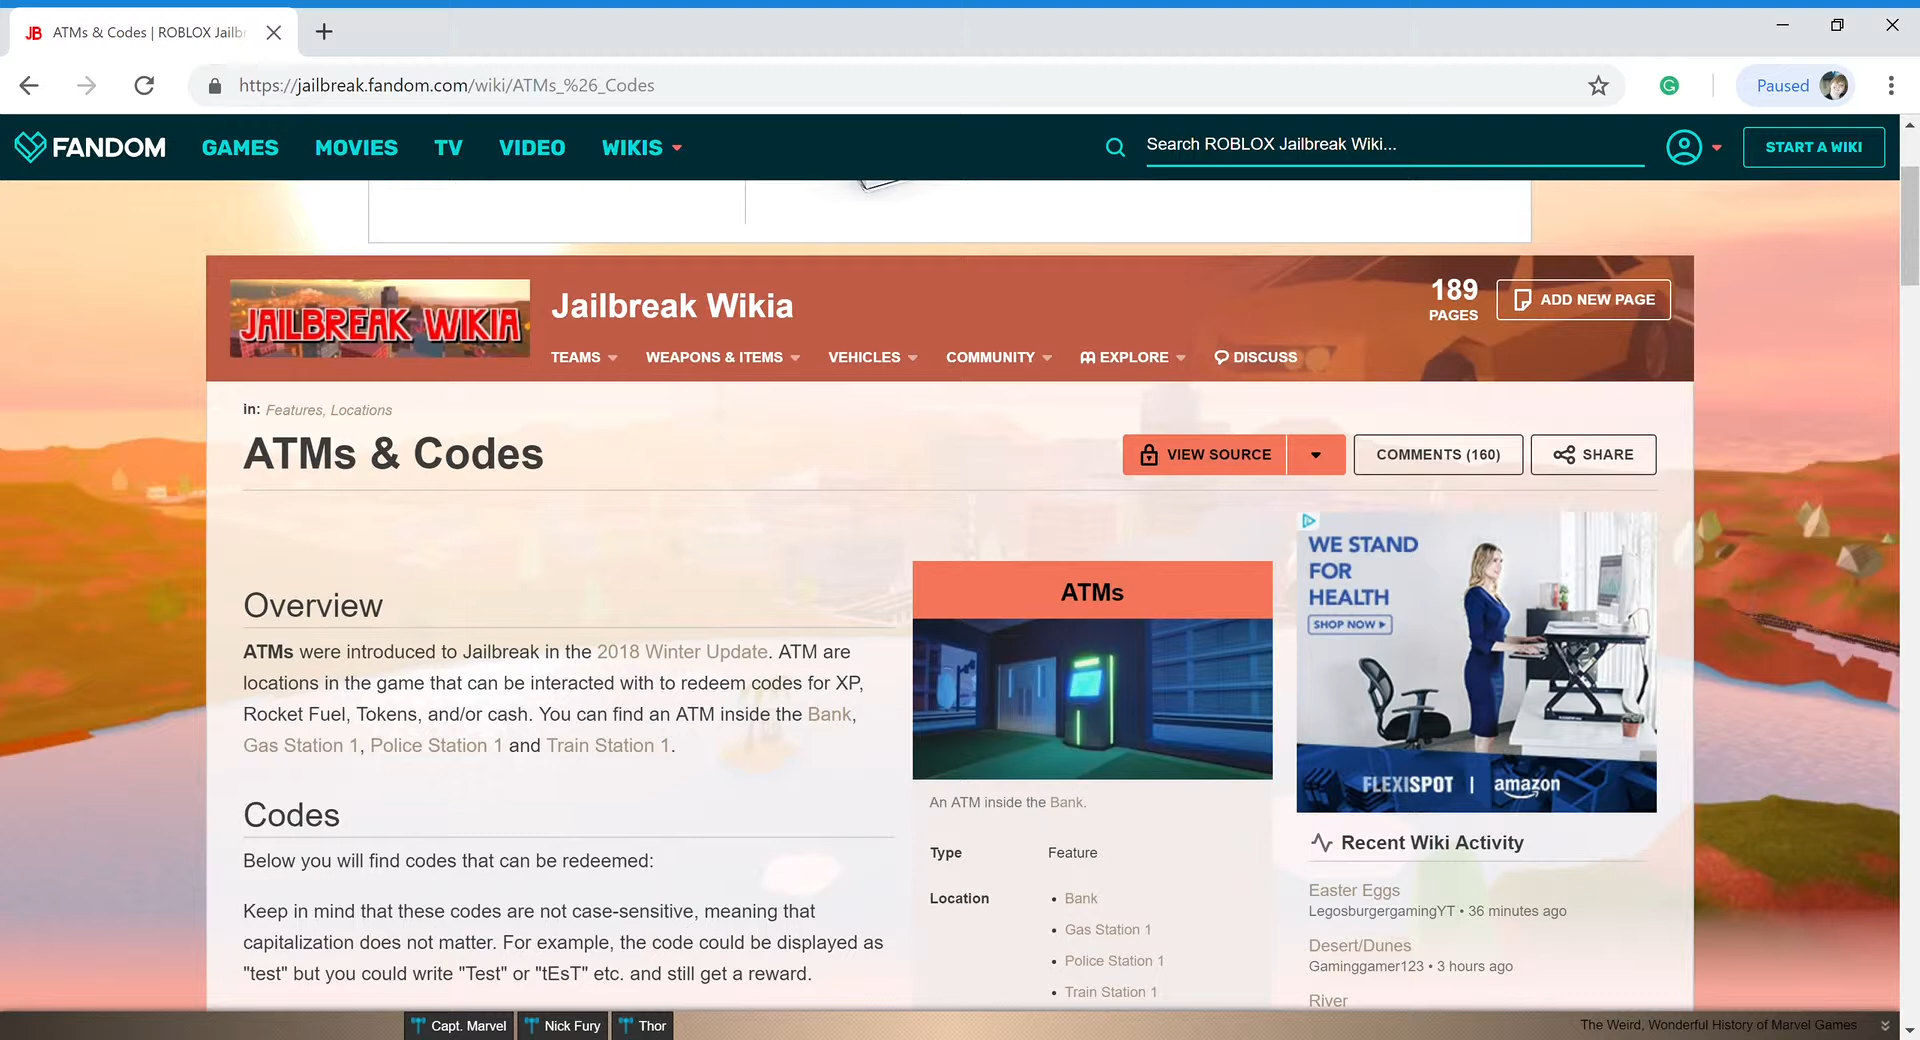 JB ATMs & Codes | ROBLOX Jailbr
https://jailbreak.fandom.com/wiki/ATMs_%26_Codes
Paused
FANDOM GAMES MOVIES TV VIDEO WIKIS
Search ROBLOX Jailbreak Wiki...
START A WIKI
JAILBREAK WIKIA
Jailbreak Wikia
189
PAGES
ADD NEW PAGE
TEAMS WEAPONS & ITEMS VEHICLES COMMUNITY EXPLORE DISCUSS
in: Features, Locations
ATMs & Codes
VIEW SOURCE COMMENTS (160) SHARE
Overview
ATMs were introduced to Jailbreak in the 2018 Winter Update. ATM are
locations in the game that can be interacted with to redeem codes for XP,
Rocket Fuel, Tokens, and/or cash. You can find an ATM inside the Bank,
Gas Station 1, Police Station 1 and Train Station 1.
Codes
Below you will find codes that can be redeemed:
Keep in mind that these codes are not case-sensitive, meaning that
capitalization does not matter. For example, the code could be displayed as
"test" but you could write "Test" or "tEsT" etc. and still get a reward.
ATMs
An ATM inside the Bank.
Type Feature
Location
• Bank
• Gas Station 1
• Police Station 1
• Train Station 1
WE STAND
FOR
HEALTH
SHOP NOW
FLEXISPOT | amazon
Recent Wiki Activity
Easter Eggs
LegosburgergamingYT • 36 minutes ago
Desert/Dunes
Gaminggamer123 • 3 hours ago
River
Capt. Marvel Nick Fury Thor
The Weird, Wonderful History of Marvel Games